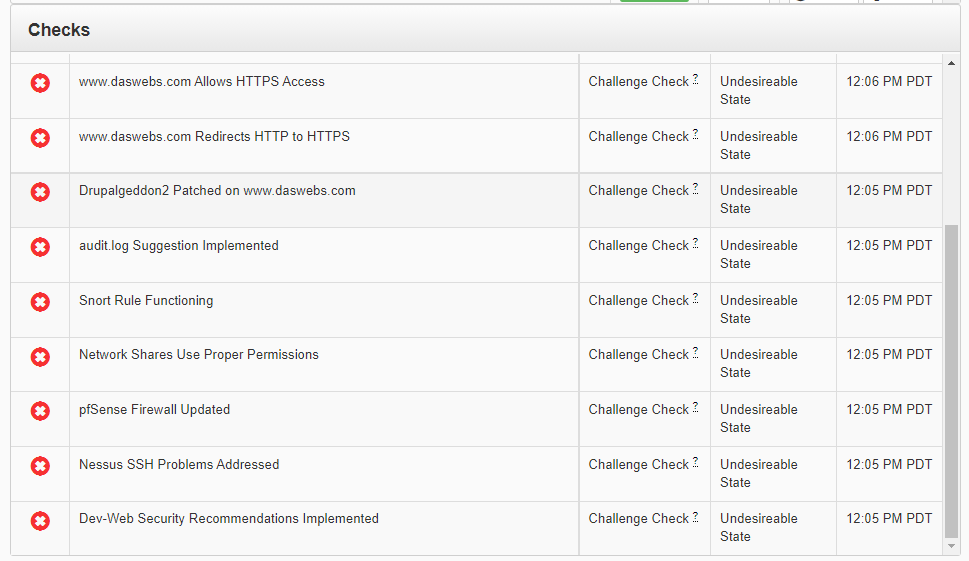 Checks
www.daswebs.com Allows HTTPS Access Challenge Check ? Undesireable 12:06 PM PDT
State
www.daswebs.com Redirects HTTP to HTTPS Challenge Check ? Undesireable 12:06 PM PDT
State
Drupalgeddon2 Patched on www.daswebs.com Challenge Check ? Undesireable 12:05 PM PDT
State
audit.log Suggestion Implemented Challenge Check ? Undesireable 12:05 PM PDT
State
Snort Rule Functioning Challenge Check ? Undesireable 12:05 PM PDT
State
Network Shares Use Proper Permissions Challenge Check ? Undesireable 12:05 PM PDT
State
pfSense Firewall Updated Challenge Check ? Undesireable 12:05 PM PDT
State
Nessus SSH Problems Addressed Challenge Check ? Undesireable 12:05 PM PDT
State
Dev-Web Security Recommendations Implemented Challenge Check ? Undesireable 12:05 PM PDT
State